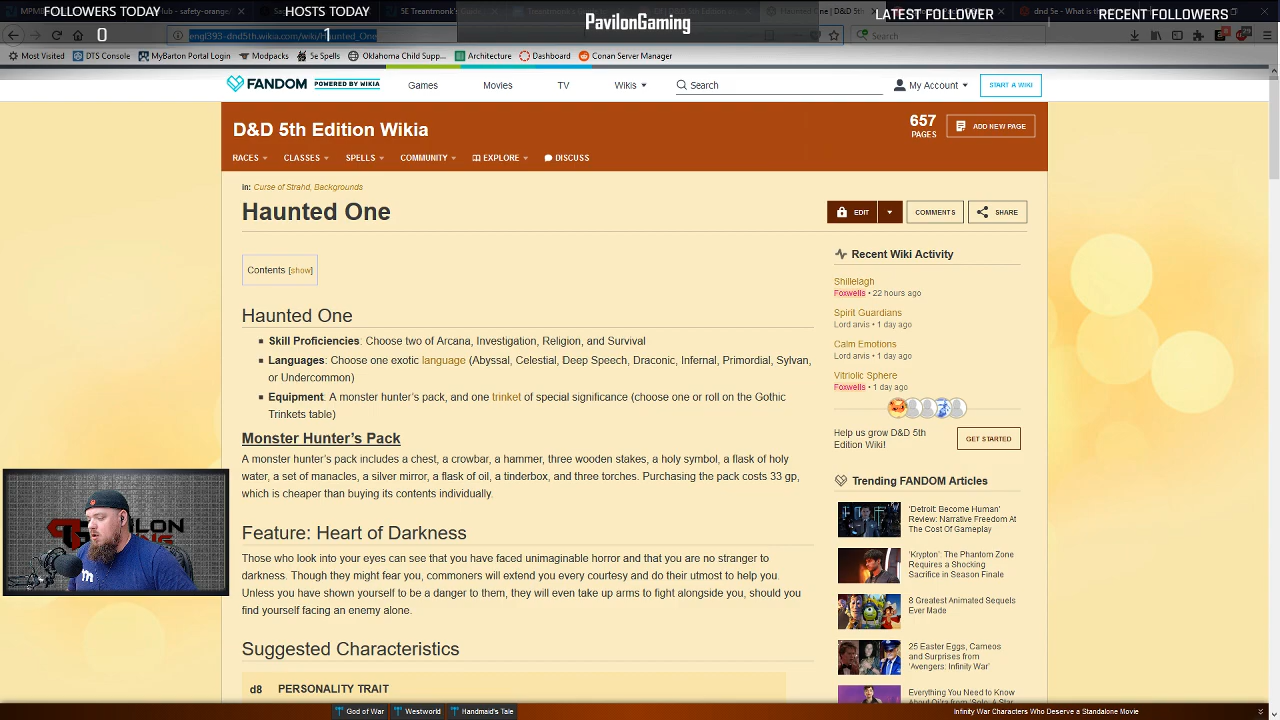 FOLLOWERS TODAY
0
HOSTS TODAY
1
PavilonGaming
LATEST FOLLOWER
RECENT FOLLOWERS
engl393-dnd5th.wikia.com/wiki/Haunted_One
Search
Most Visited DTS Console MyBarton Portal Login Modpacks 5e Spells Oklahoma Child Supp... Architecture Dashboard Conan Server Manager
FANDOM POWERED BY WIKIA
Games Movies TV Wikis Search My Account START A WIKI
D&D 5th Edition Wikia
657 PAGES
ADD NEW PAGE
RACES CLASSES SPELLS COMMUNITY EXPLORE DISCUSS
in: Curse of Strahd, Backgrounds
Haunted One
EDIT COMMENTS SHARE
Contents [show]
Haunted One
Skill Proficiencies: Choose two of Arcana, Investigation, Religion, and Survival
Languages: Choose one exotic language (Abyssal, Celestial, Deep Speech, Draconic, Infernal, Primordial, Sylvan,
or Undercommon)
Equipment: A monster hunter's pack, and one trinket of special significance (choose one or roll on the Gothic
Trinkets table)
Monster Hunter's Pack
A monster hunter's pack includes a chest, a crowbar, a hammer, three wooden stakes, a holy symbol, a flask of holy
water, a set of manacles, a silver mirror, a flask of oil, a tinderbox, and three torches. Purchasing the pack costs 33 gp,
which is cheaper than buying its contents individually.
Feature: Heart of Darkness
Those who look into your eyes can see that you have faced unimaginable horror and that you are no stranger to
darkness. Though they might fear you, commoners will extend you every courtesy and do their utmost to help you.
Unless you have shown yourself to be a danger to them, they will even take up arms to fight alongside you, should you
find yourself facing an enemy alone.
Suggested Characteristics
d8 PERSONALITY TRAIT
Recent Wiki Activity
Shillelagh
Foxwells • 22 hours ago
Spirit Guardians
Lord arvis • 1 day ago
Calm Emotions
Lord arvis • 1 day ago
Vitriolic Sphere
Foxwells • 1 day ago
Help us grow D&D 5th
Edition Wiki!
GET STARTED
Trending FANDOM Articles
'Detroit: Become Human'
Review: Narrative Freedom At
The Cost Of Gameplay
'Krypton': The Phantom Zone
Requires a Shocking
Sacrifice in Season Finale
8 Greatest Animated Sequels
Ever Made
25 Easter Eggs, Cameos
and Surprises from
'Avengers: Infinity War'
Everything You Need to Know
God of War Westworld Handmaid's Tale
Infinity War Characters Who Deserve a Standalone Movie